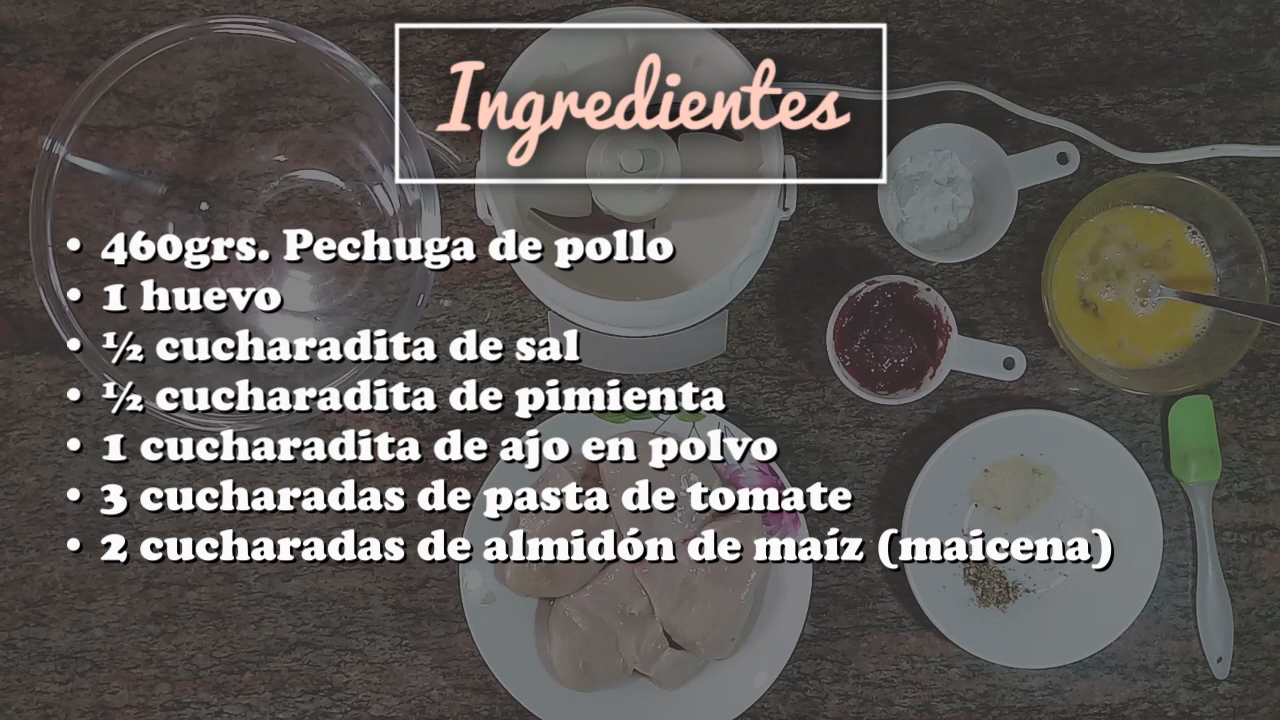 Ingredientes
• 460grs. Pechuga de pollo
• 1 huevo
• ½ cucharadita de sal
• ½ cucharadita de pimienta
• 1 cucharadita de ajo en polvo
• 3 cucharadas de pasta de tomate
• 2 cucharadas de almidón de maíz (maicena)